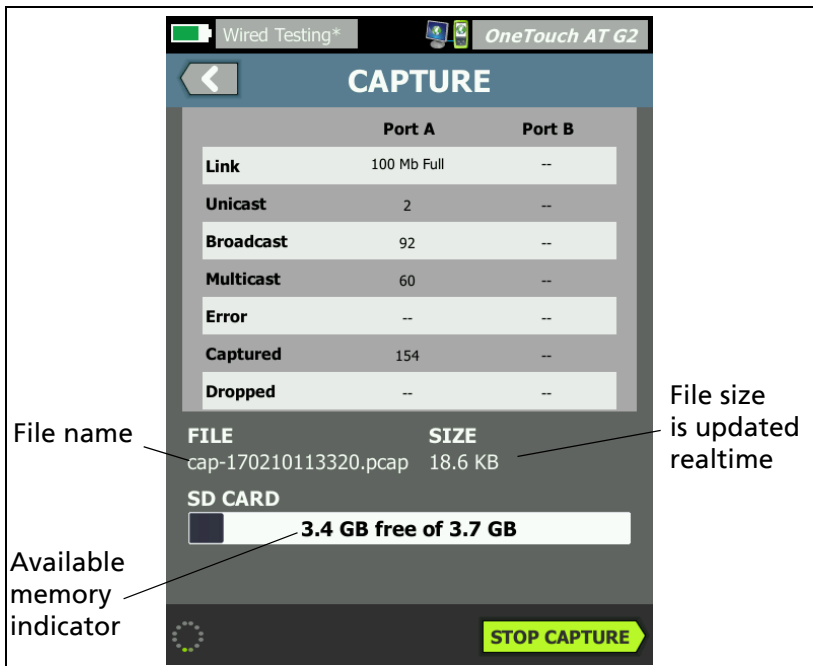 Wired Testing* OneTouch AT G2
CAPTURE
Port A Port B
Link 100 Mb Full --
Unicast 2 --
Broadcast 92 --
Multicast 60 --
Error -- --
Captured 154 --
Dropped -- --
File name
FILE SIZE
cap-170210113320.pcap 18.6 KB
File size
is updated
realtime
SD CARD
3.4 GB free of 3.7 GB
Available
memory
indicator
STOP CAPTURE